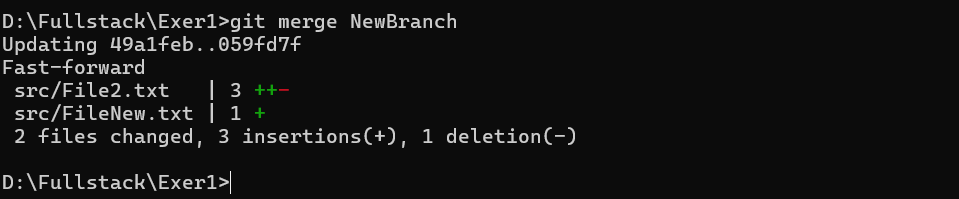 D:\Fullstack\Exer1>git merge NewBranch
Updating 49a1feb..059fd7f
Fast-forward
 src/File2.txt   | 3 ++-
 src/FileNew.txt | 1 +
 2 files changed, 3 insertions(+), 1 deletion(-)

D:\Fullstack\Exer1>